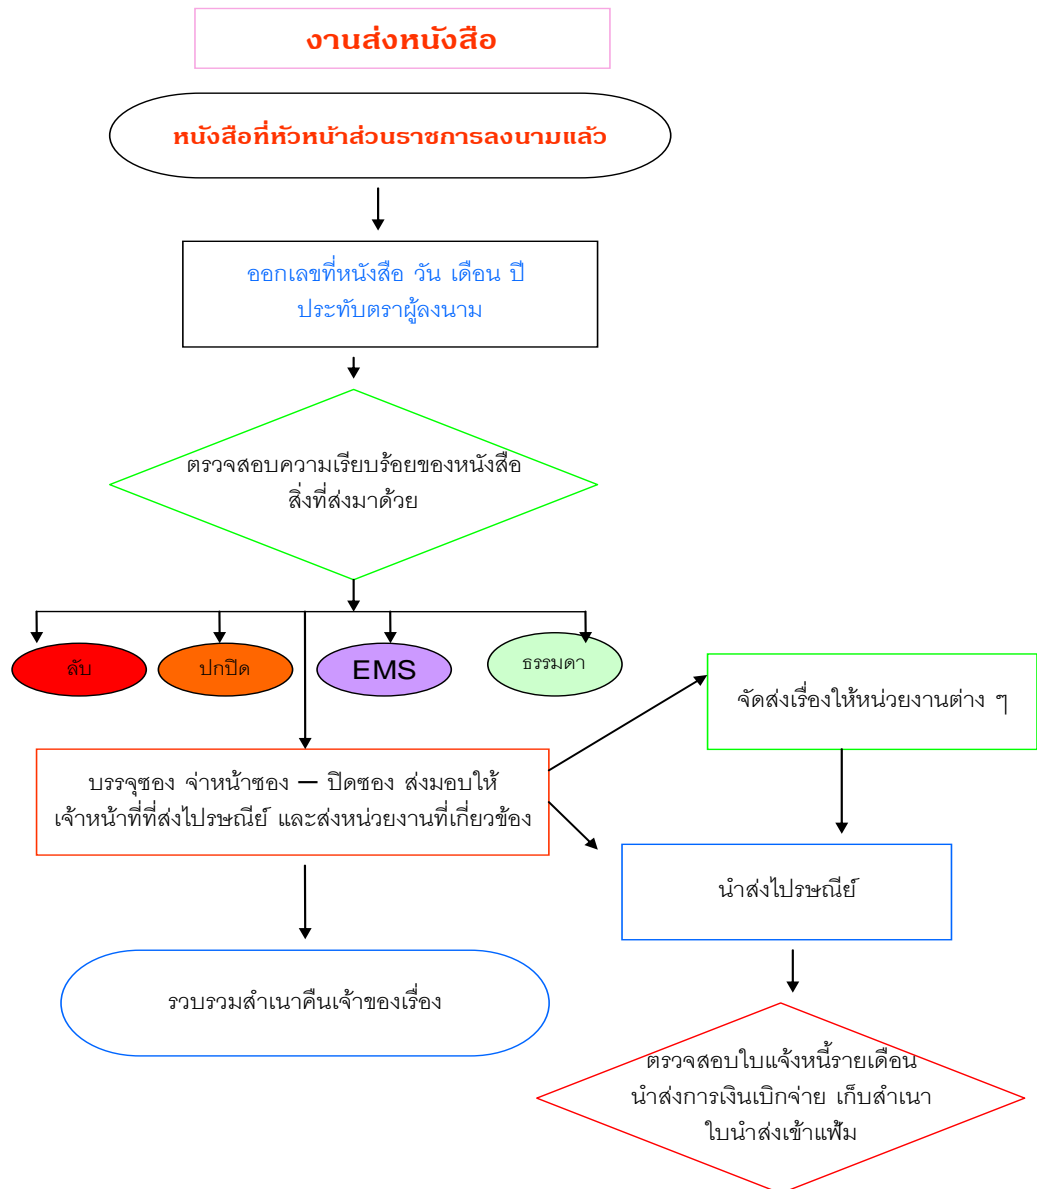 งานส่งหนังสือ
หนังสือที่หัวหน้าส่วนราชการลงนามแล้ว
ออกเลขที่หนังสือ วัน เดือน ปี
ประทับตราผู้ลงนาม
ตรวจสอบความเรียบร้อยของหนังสือ
สิ่งที่ส่งมาด้วย
ลับ
ปกปิด
EMS
ธรรมดา
จัดส่งเรื่องให้หน่วยงานต่าง ๆ
บรรจุซอง จ่าหน้าซอง – ปิดซอง ส่งมอบให้
เจ้าหน้าที่ที่ส่งไปรษณีย์ และส่งหน่วยงานที่เกี่ยวข้อง
นำส่งไปรษณีย์
รวบรวมสำเนาคืนเจ้าของเรื่อง
ตรวจสอบใบแจ้งหนี้รายเดือน
นำส่งการเงินเบิกจ่าย เก็บสำเนา
ใบนำส่งเข้าแฟ้ม